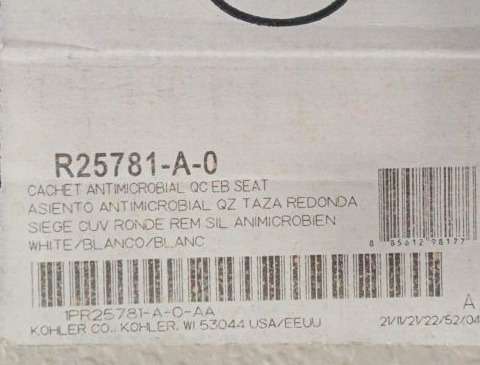 R25781-A-0
CACHET ANTIMICROBIAL QC EB SEAT
ASIENTO ANTIMICROBIAL QZ TAZA REDONDA
SIEGE CUV RONDE REM SIL ANIMICROBIEN
WHITE/BLANCO/BLANC
1PR25781-A-0-AA
KOHLER CO., KOHLER, WI 53044 USA/EEUU
A